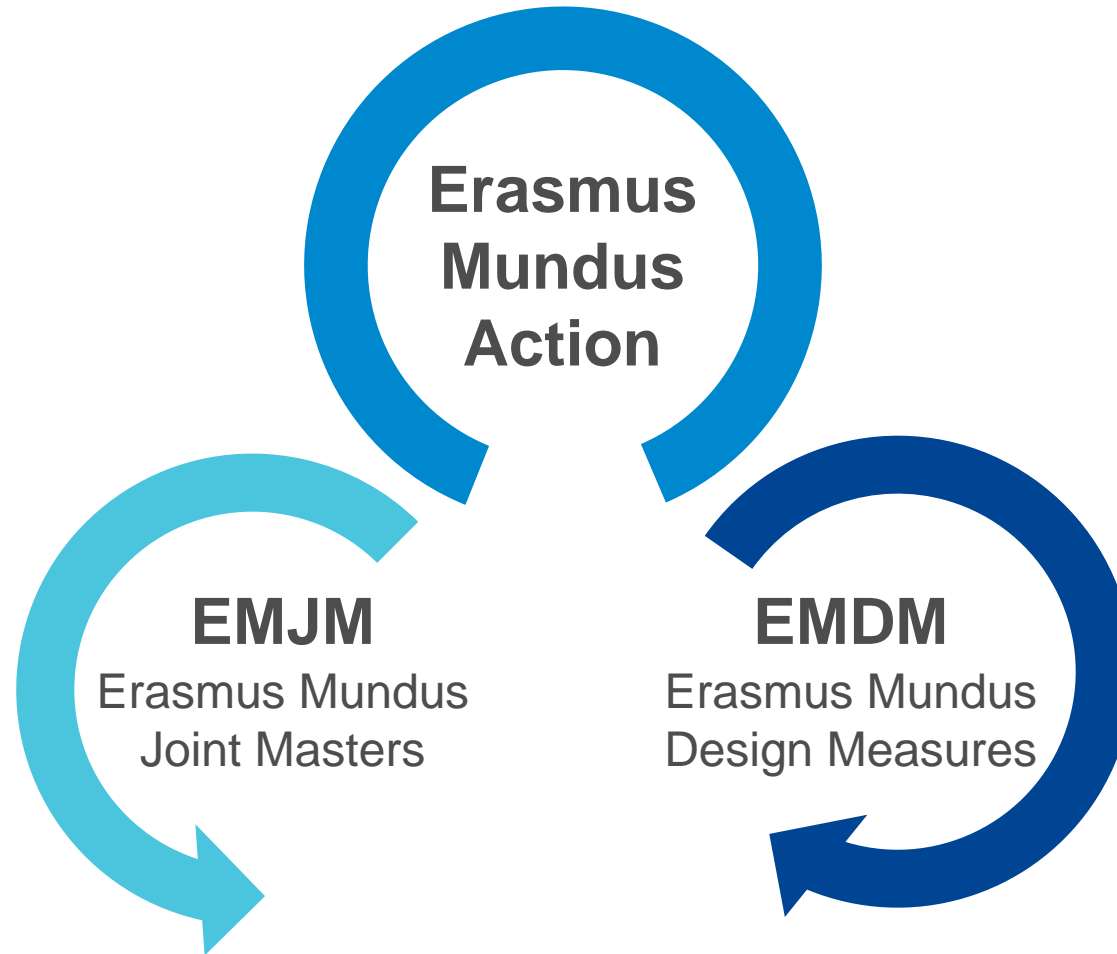 Erasmus
Mundus
Action
EMJM
Erasmus Mundus
Joint Masters
EMDM
Erasmus Mundus
Design Measures